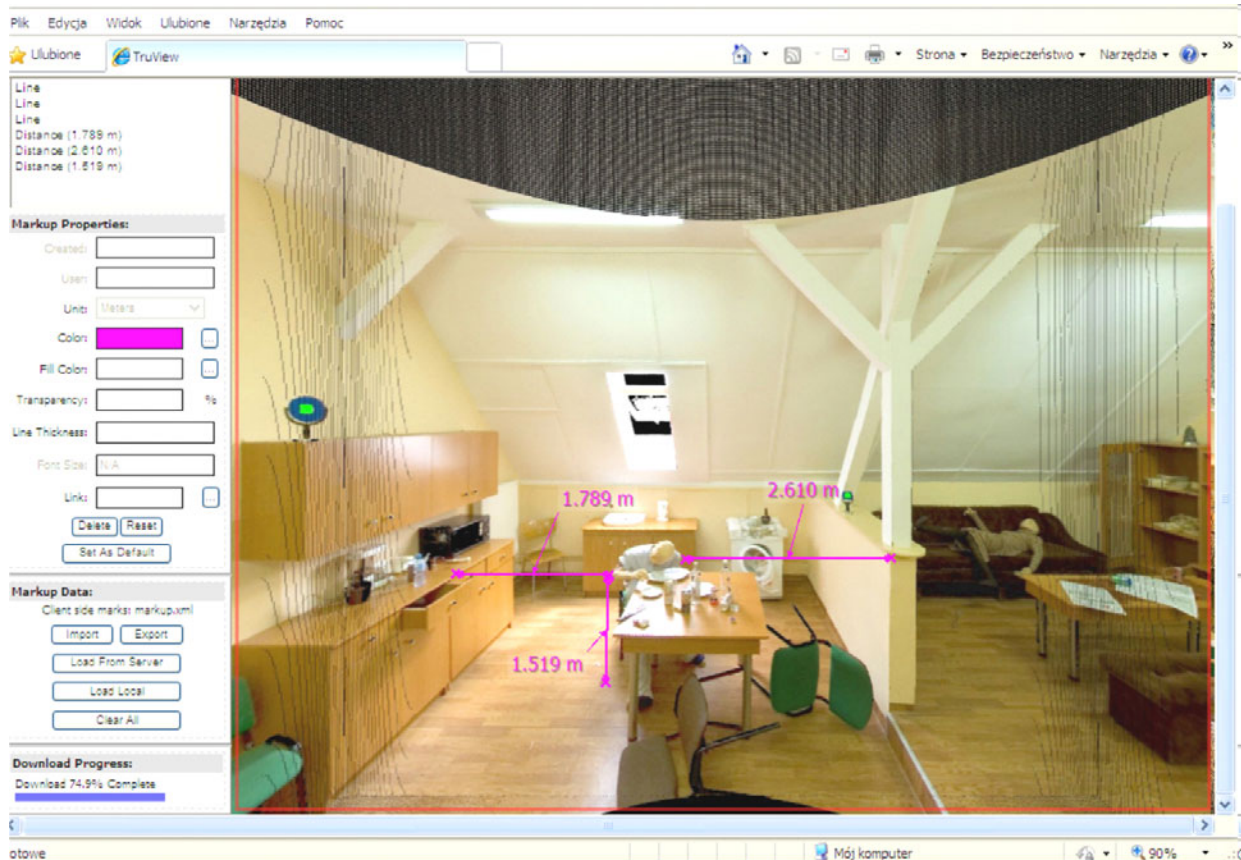 Plik Edycja Widok Ulubione Narzędzia Pomoc
Ulubione TruView Strona Bezpieczeństwo Narzędzia
Line
Line
Line
Distance (1.789 m)
Distance (2.610 m)
Distance (1.519 m)
Markup Properties:
Created:
User:
Unit: Meters
Color: ...
Fill Color: ...
Transparency: %
Line Thickness:
Font Size: N/A
Link: ...
Delete Reset
Set As Default
Markup Data:
Client side marks: markup.xml
Import Export
Load From Server
Load Local
Clear All
Download Progress:
Download 74.9% Complete
1.789 m
2.610 m
1.519 m
otowe Mój komputer 90%